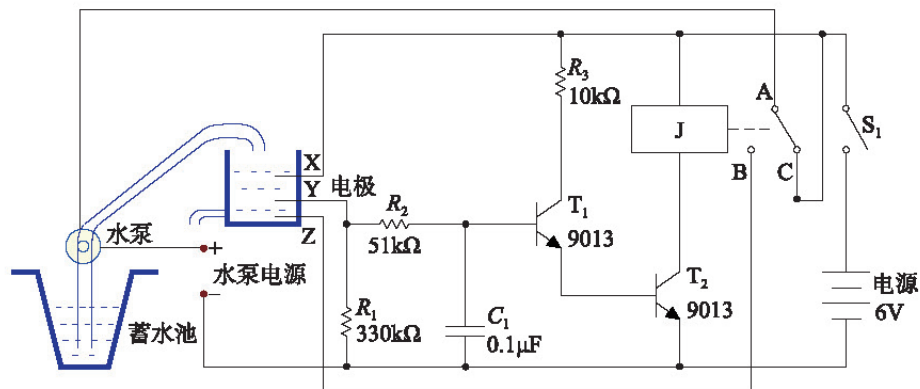 R₃
10kΩ
A
S₁
J
X
B
C
Y
电极
Z
R₂
51kΩ
T₁
9013
水泵
+
水泵电源
−
T₂
9013
电源
6V
R₁
330kΩ
C₁
0.1μF
蓄水池